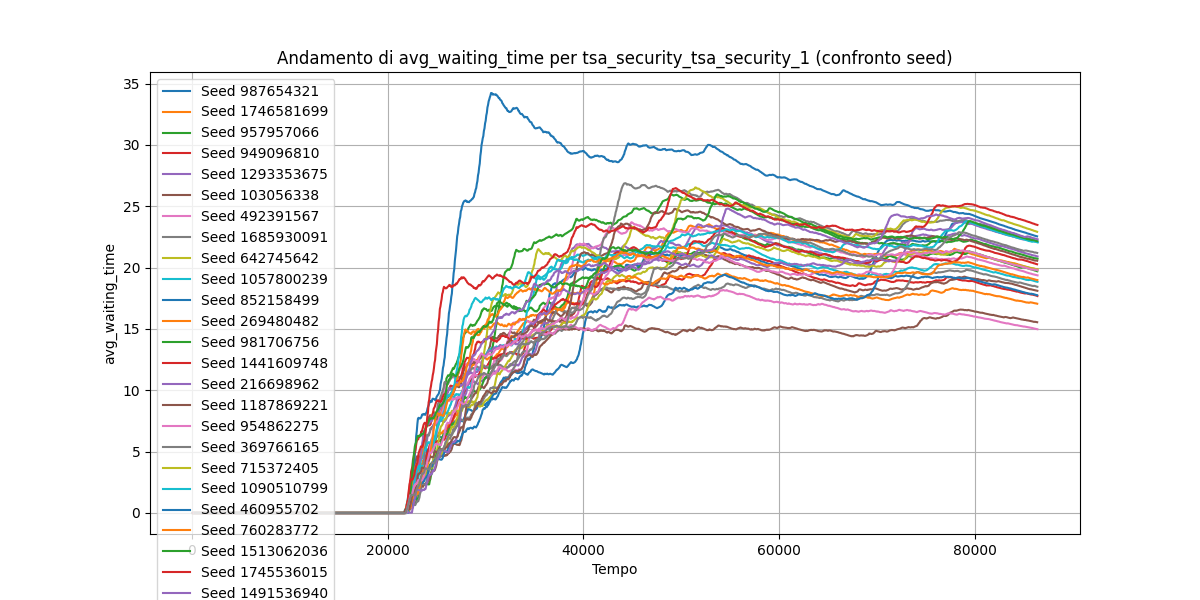 Andamento di avg_waiting_time per tsa_security_tsa_security_1 (confronto seed)
35
30
25
20
15
10
5
0
avg_waiting_time
Seed 987654321
Seed 1746581699
Seed 957957066
Seed 949096810
Seed 1293353675
Seed 103056338
Seed 492391567
Seed 1685930091
Seed 642745642
Seed 1057800239
Seed 852158499
Seed 269480482
Seed 981706756
Seed 1441609748
Seed 216698962
Seed 1187869221
Seed 954862275
Seed 369766165
Seed 715372405
Seed 1090510799
Seed 460955702
Seed 760283772
Seed 1513062036
Seed 1745536015
Seed 1491536940
0
20000
40000
60000
80000
Tempo